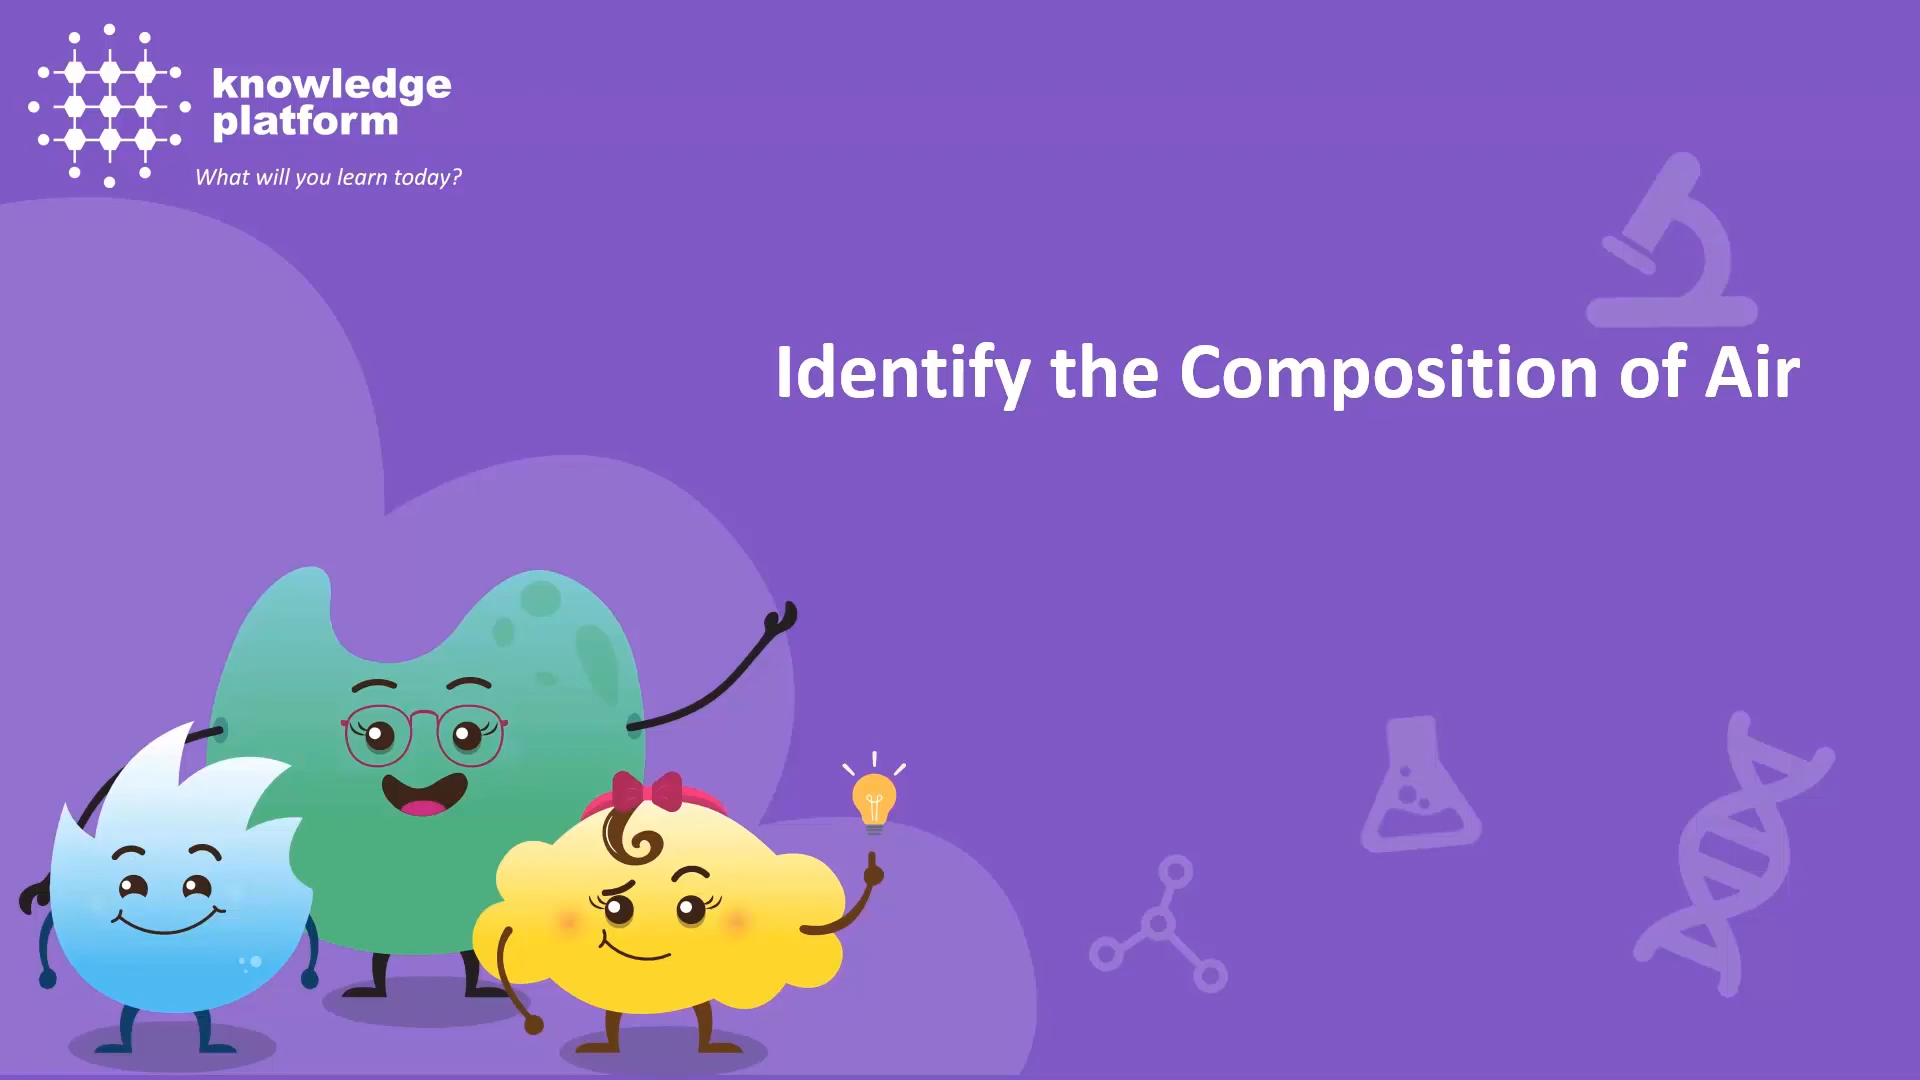 knowledge
platform
What will you learn today?
Identify the Composition of Air